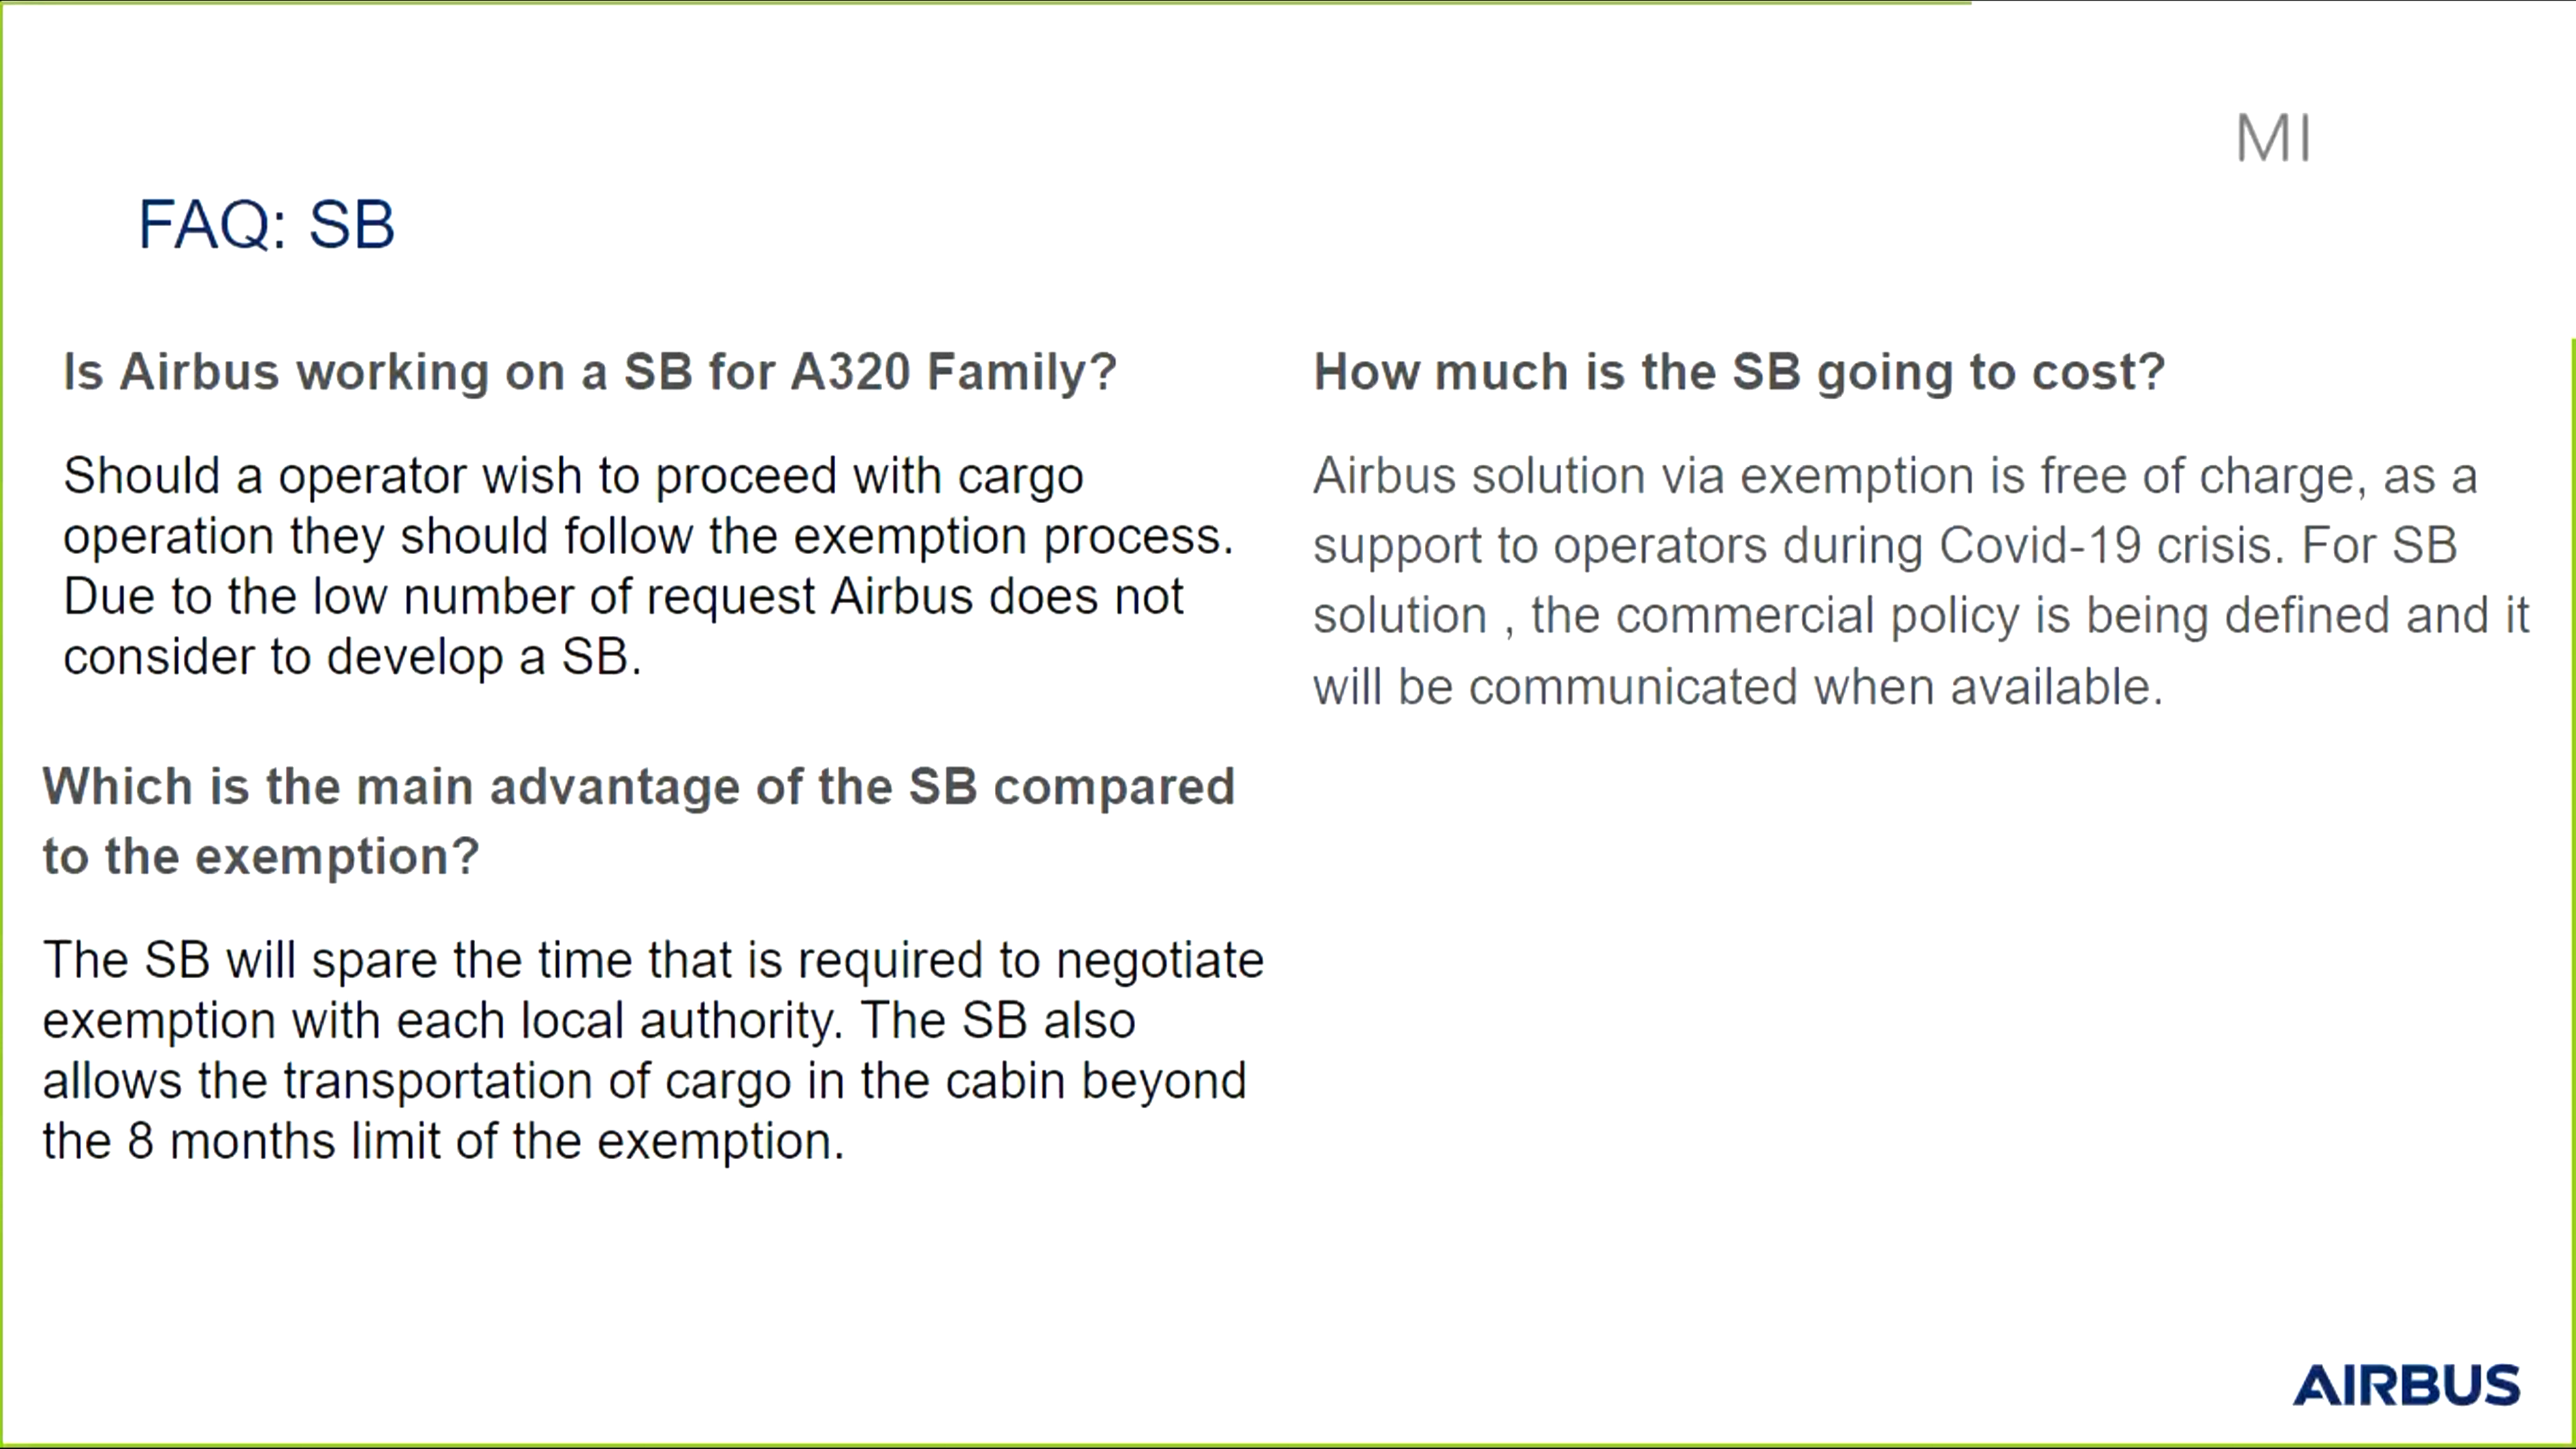 MI
FAQ: SB
Is Airbus working on a SB for A320 Family?
Should a operator wish to proceed with cargo
operation they should follow the exemption process.
Due to the low number of request Airbus does not
consider to develop a SB.
Which is the main advantage of the SB compared
to the exemption?
The SB will spare the time that is required to negotiate
exemption with each local authority. The SB also
allows the transportation of cargo in the cabin beyond
the 8 months limit of the exemption.
How much is the SB going to cost?
Airbus solution via exemption is free of charge, as a
support to operators during Covid-19 crisis. For SB
solution , the commercial policy is being defined and it
will be communicated when available.
AIRBUS